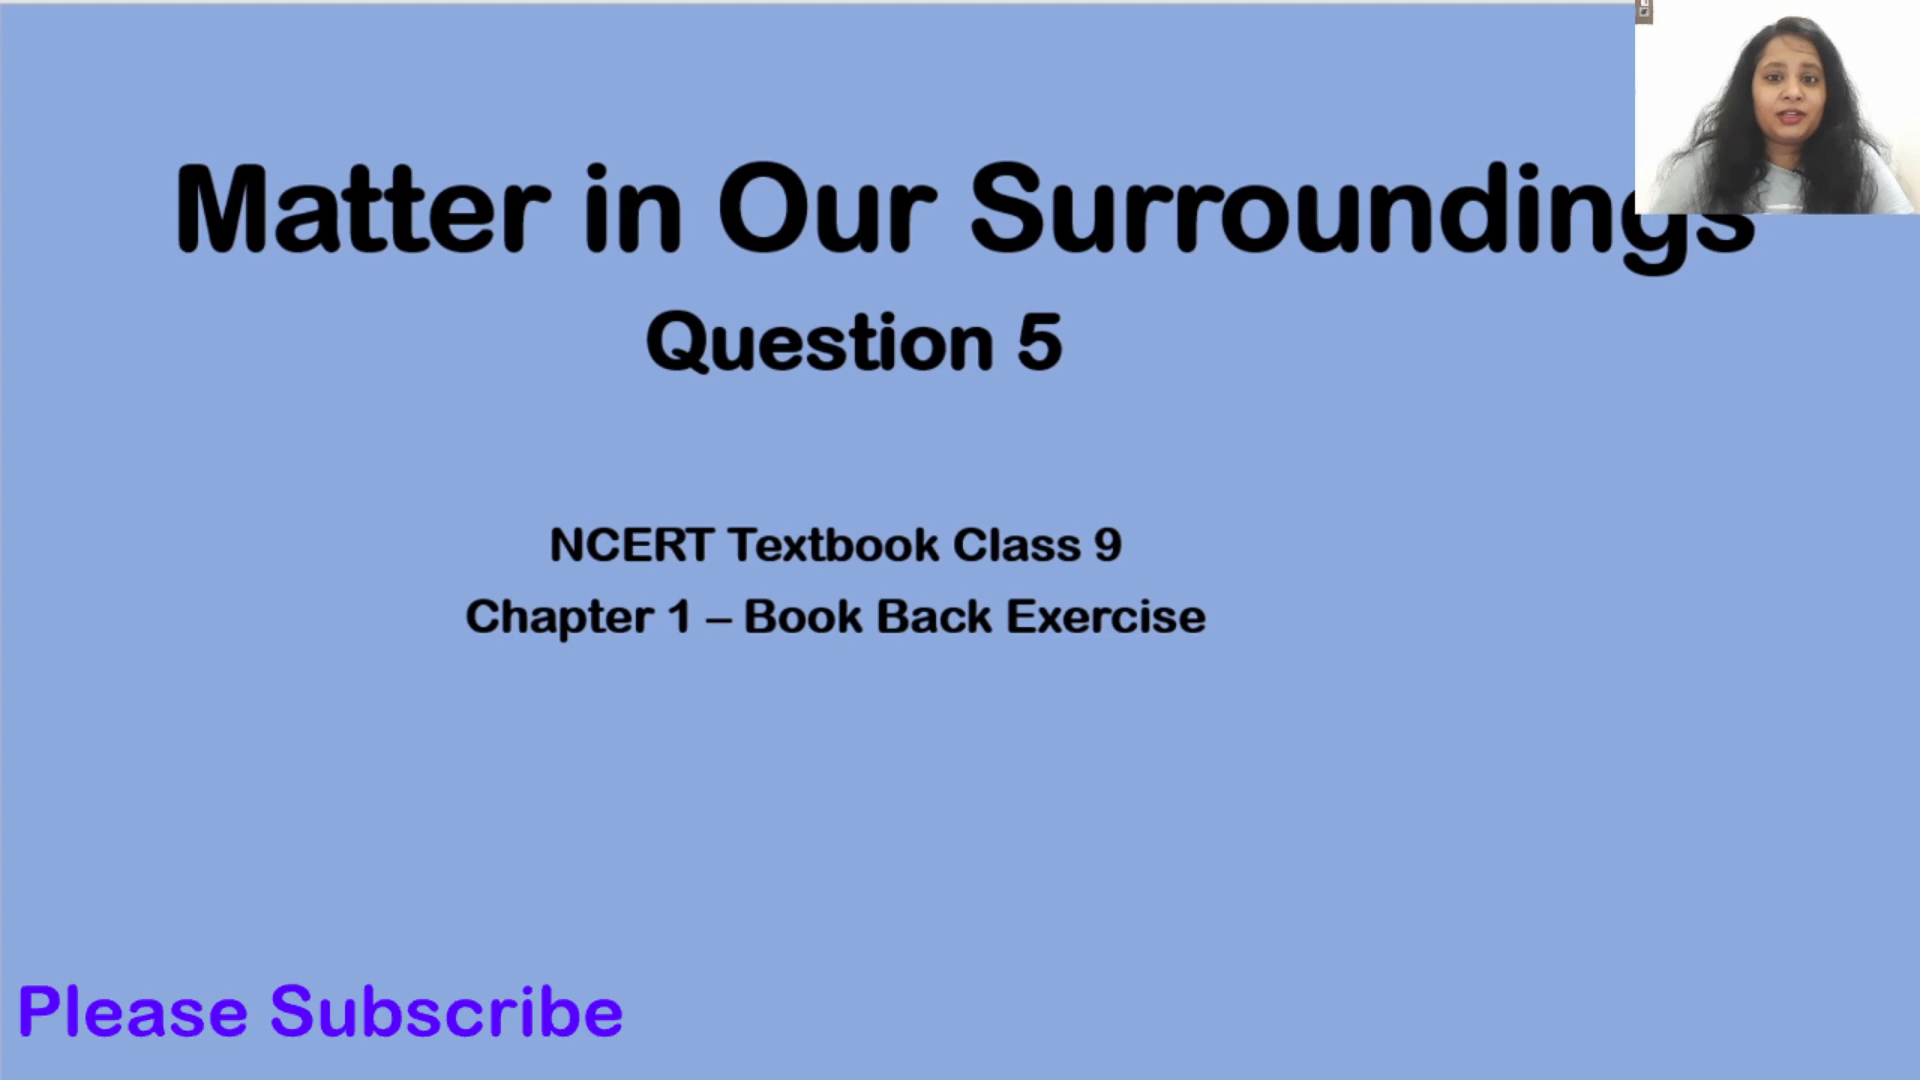 Matter in Our Surroundings
Question 5
NCERT Textbook Class 9
Chapter 1 – Book Back Exercise
Please Subscribe